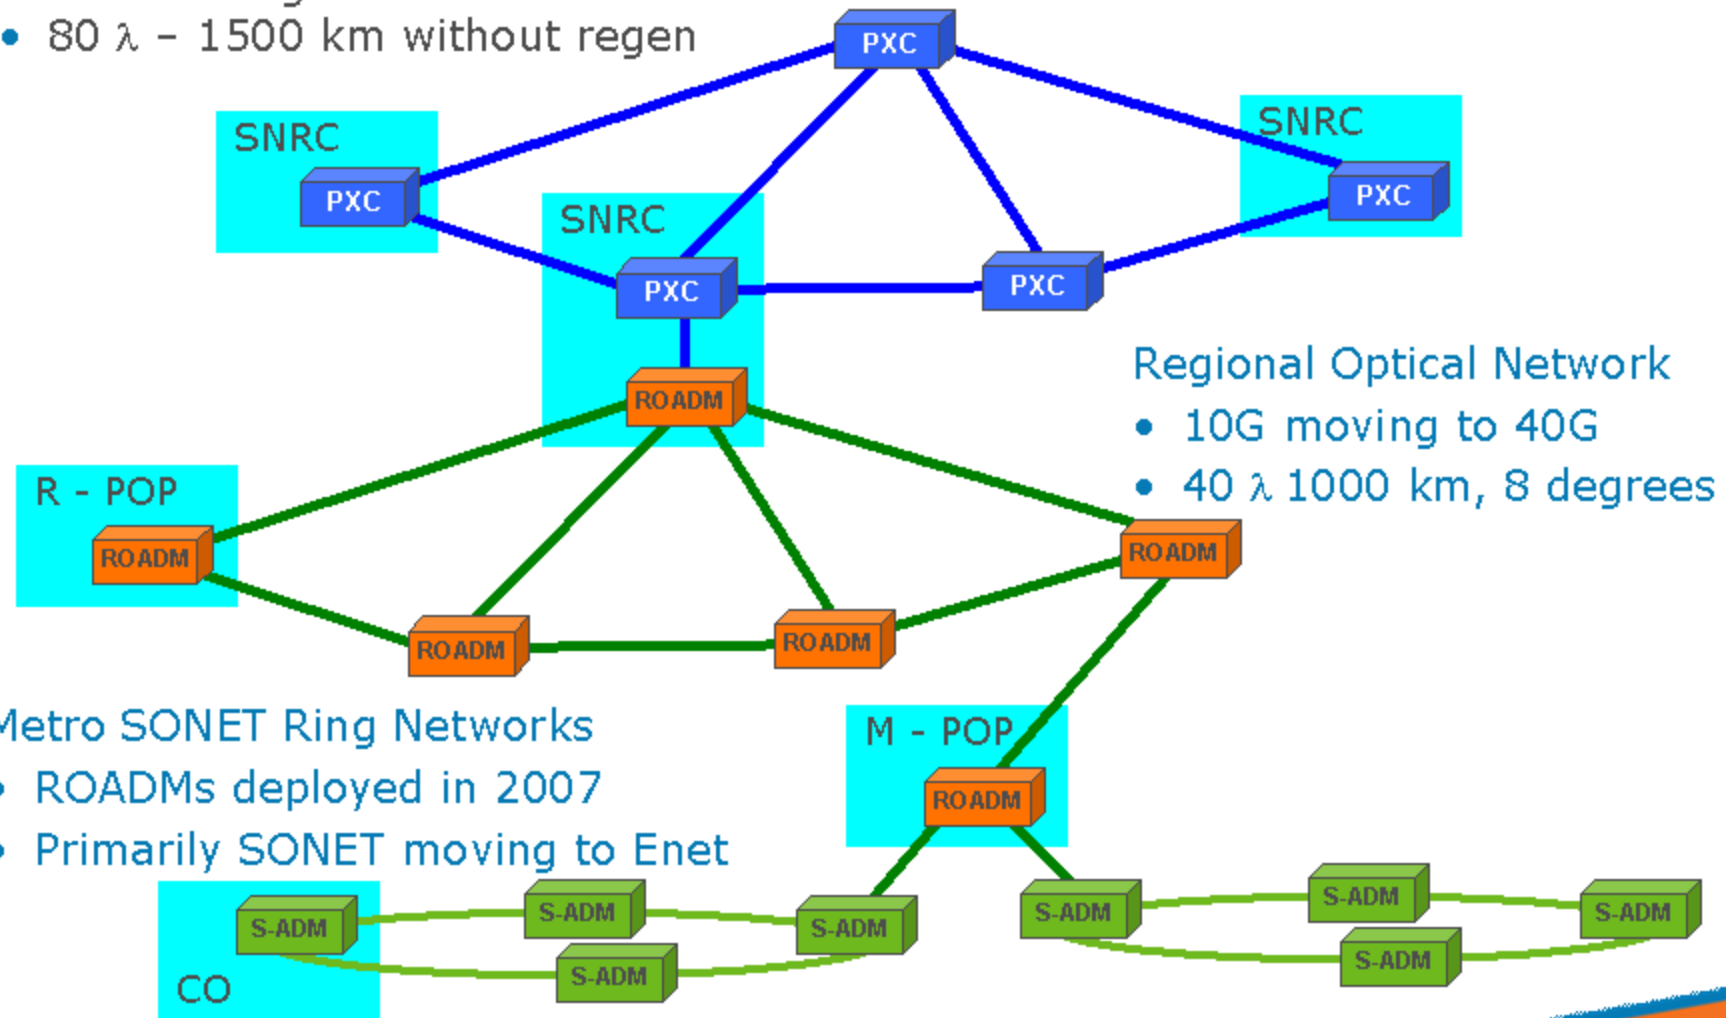 • 80 λ – 1500 km without regen
PXC
SNRC
SNRC
PXC
PXC
SNRC
PXC
PXC
Regional Optical Network
ROADM
• 10G moving to 40G
• 40 λ 1000 km, 8 degrees
R - POP
ROADM
ROADM
ROADM
ROADM
Metro SONET Ring Networks
M - POP
• ROADMs deployed in 2007
ROADM
• Primarily SONET moving to Enet
S-ADM
S-ADM
S-ADM
S-ADM
S-ADM
S-ADM
S-ADM
S-ADM
CO